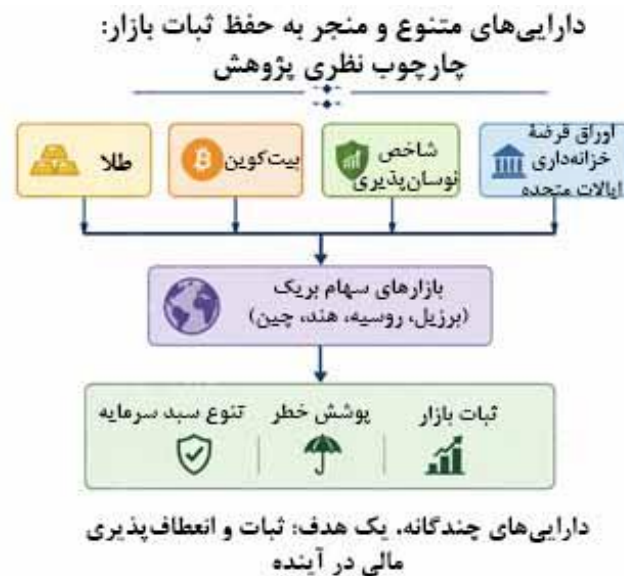 دارایی‌های متنوع و منجر به حفظ ثبات بازار:
چارچوب نظری پژوهش
اوراق قرضهٔ
خزانه‌داری
ایالات متحده
شاخص
نوسان‌پذیری
بیت‌کوین
طلا
بازارهای سهام بریک
(برزیل، روسیه، هند، چین)
ثبات بازار
پوشش خطر
تنوع سبد سرمایه
دارایی‌های چندگانه، یک هدف: ثبات و انعطاف‌پذیری
مالی در آینده